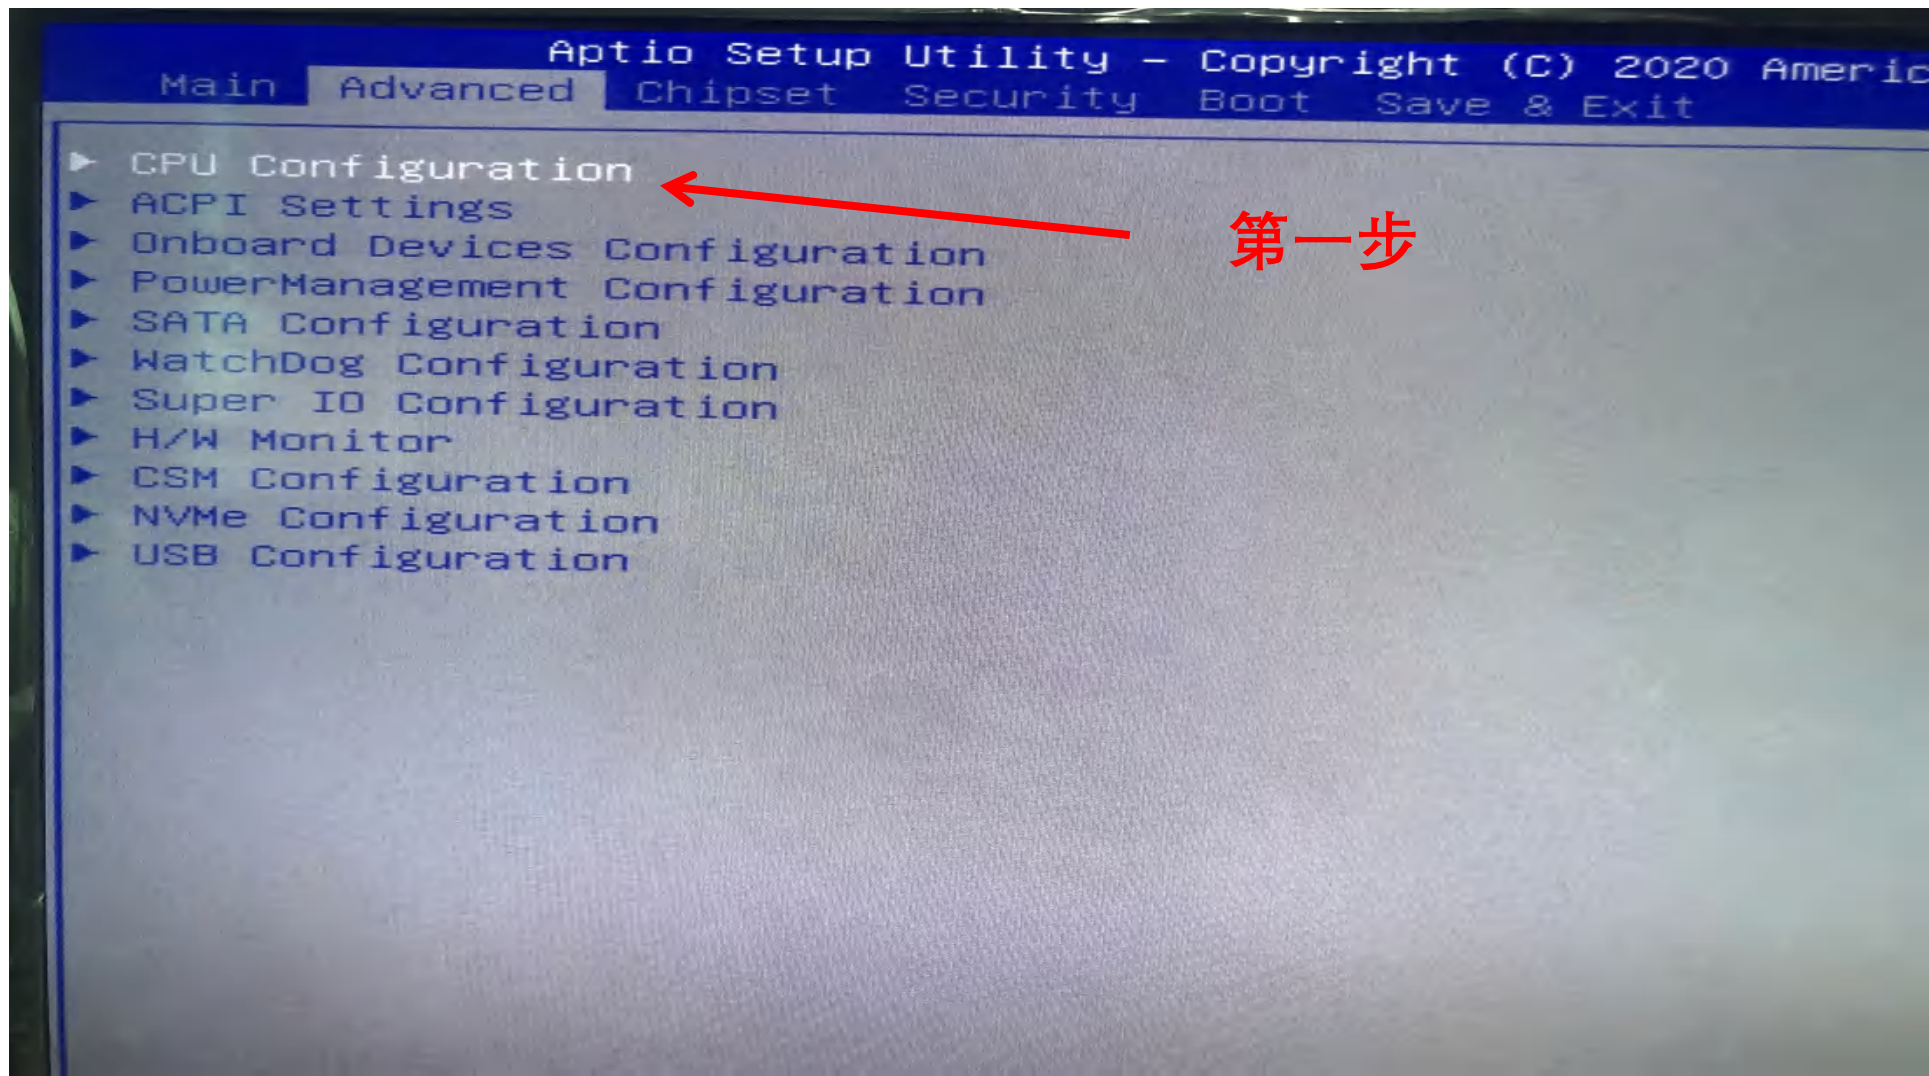 Aptio Setup Utility – Copyright (C) 2020 Americ
Main Advanced Chipset Security Boot Save & Exit
► CPU Configuration
第一步
► ACPI Settings
► Onboard Devices Configuration
► PowerManagement Configuration
► SATA Configuration
► WatchDog Configuration
► Super IO Configuration
► H/W Monitor
► CSM Configuration
► NVMe Configuration
► USB Configuration